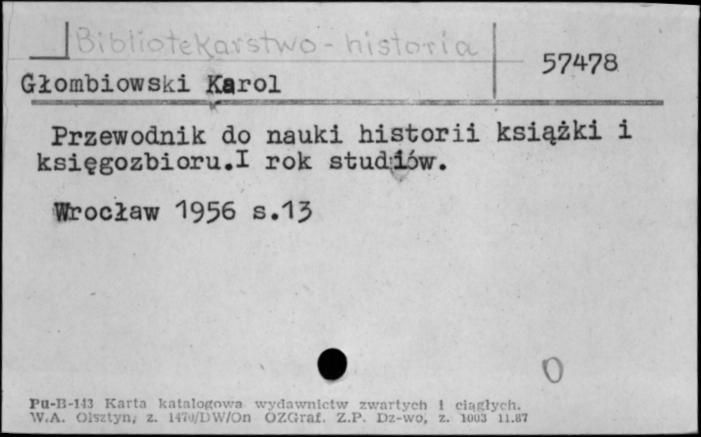 Bibliotekarstwo - historia
57478
Głombiowski Karol
Przewodnik do nauki historii książki i
księgozbioru.I rok studiów.
Wrocław 1956 s.13
0
Pu-B-143 Karta katalogowa wydawnictw zwartych i ciągłych.
W.A. Olsztyn, z. 1470/DW/On OZGraf. Z.P. Dz-wo, z. 1003 11.87